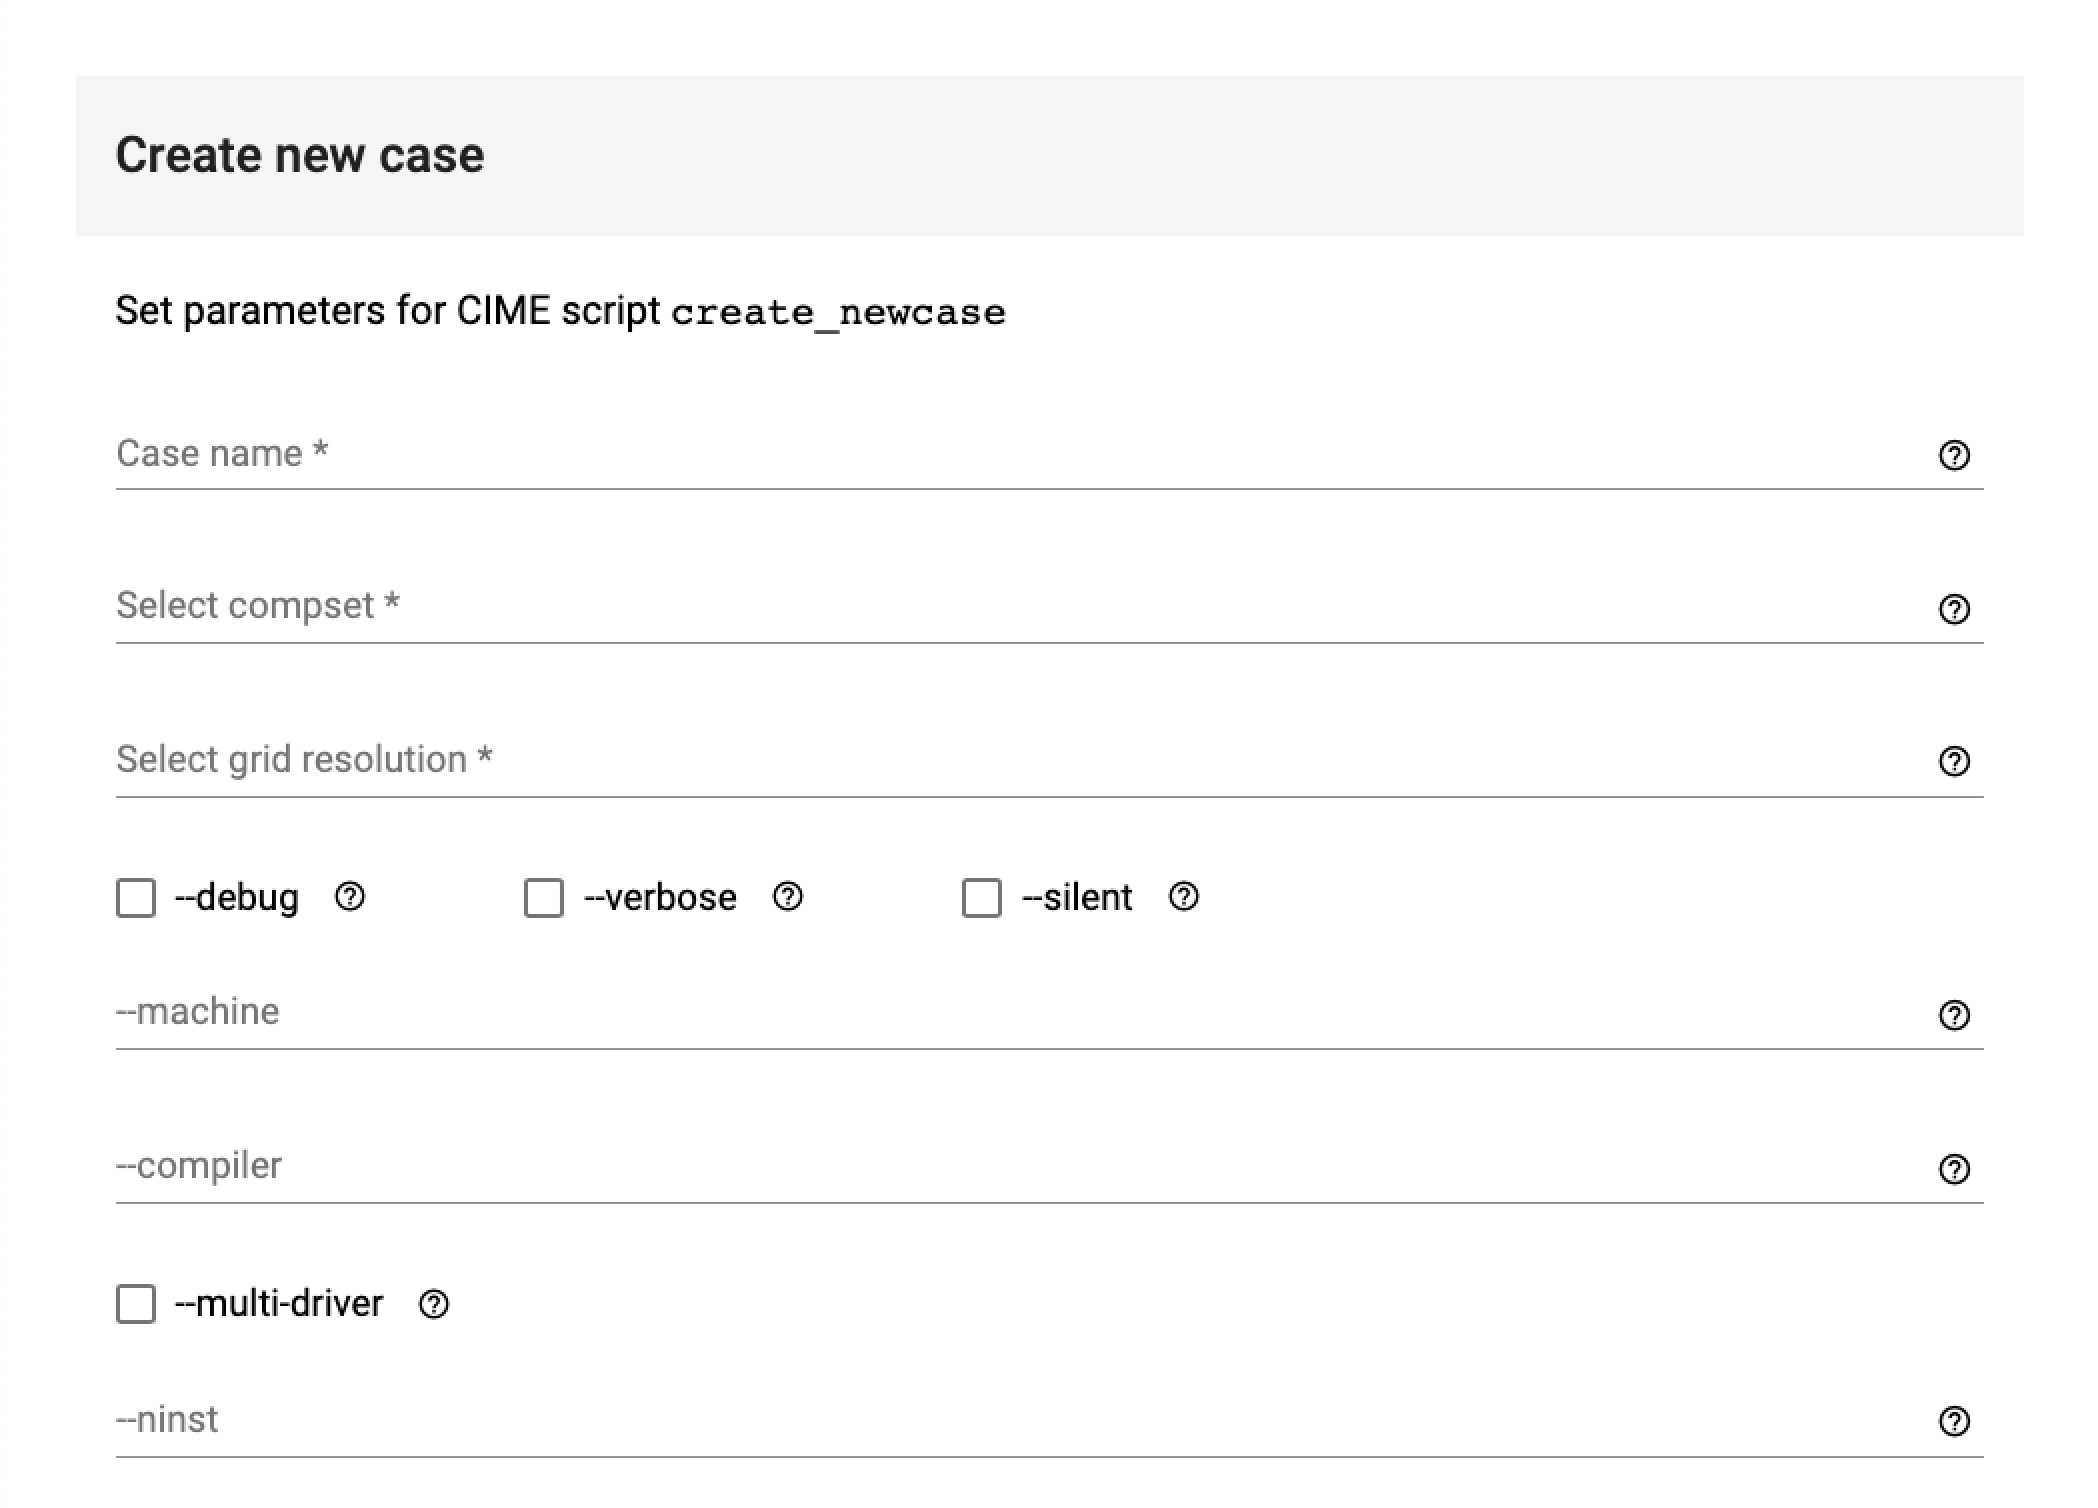 Create new case
Set parameters for CIME script create_newcase
Case name *
Select compset *
Select grid resolution *
--debug --verbose --silent
--machine
--compiler
--multi-driver
--ninst